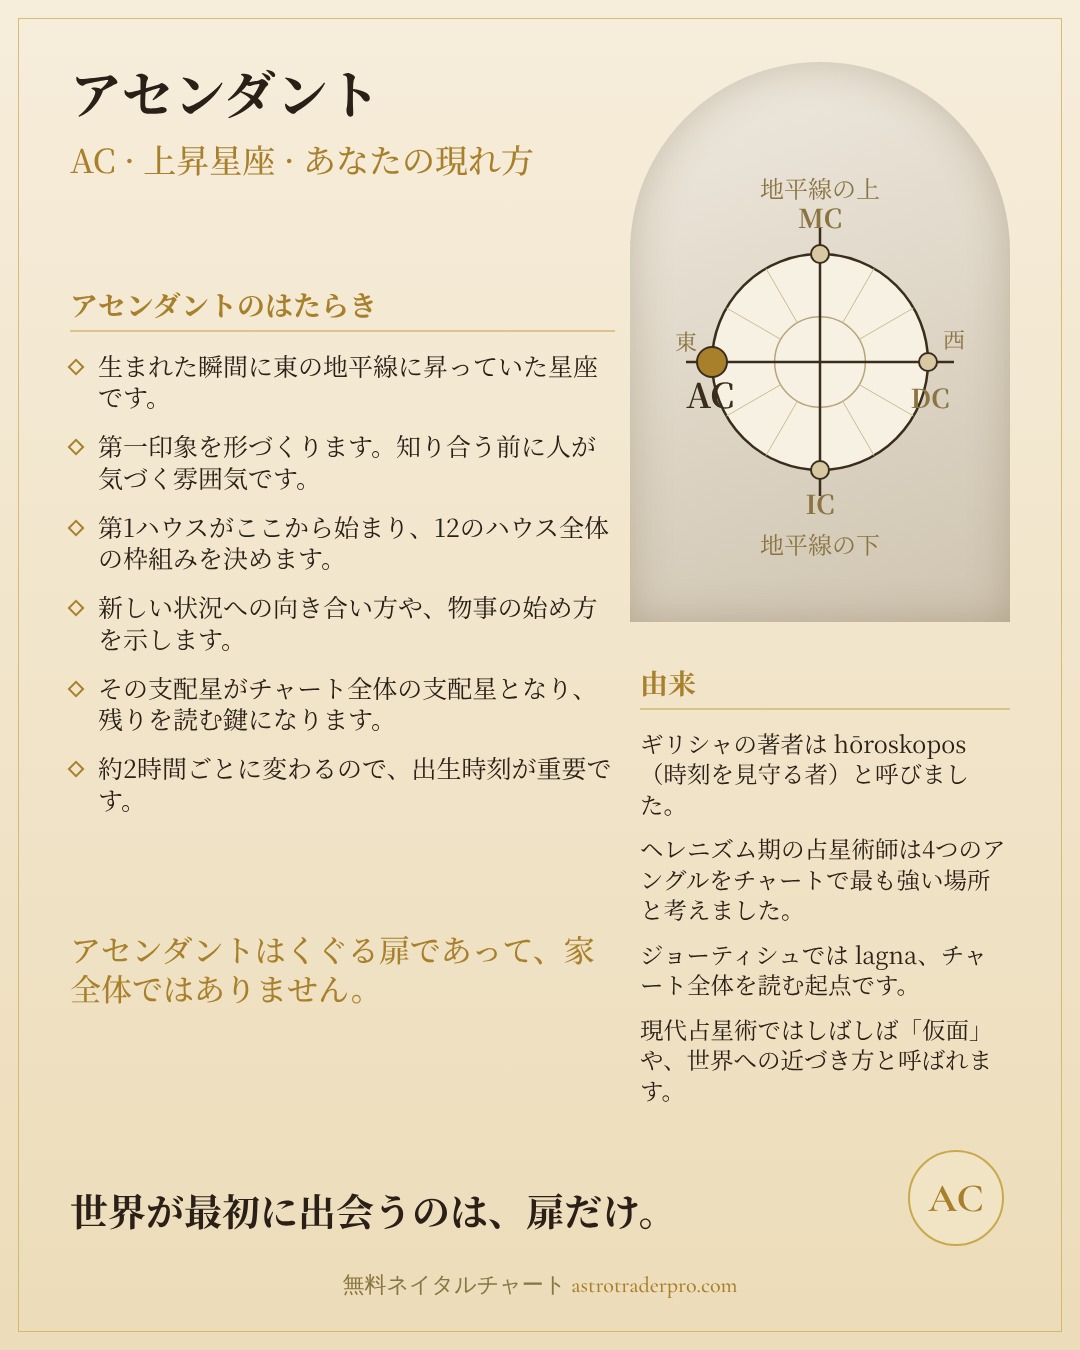 アセンダント
AC · 上昇星座 · あなたの現れ方
アセンダントのはたらき
生まれた瞬間に東の地平線に昇っていた星座
です。
第一印象を形づくります。知り合う前に人が
気づく雰囲気です。
第1ハウスがここから始まり、12のハウス全体
の枠組みを決めます。
新しい状況への向き合い方や、物事の始め方
を示します。
その支配星がチャート全体の支配星となり、
残りを読む鍵になります。
約2時間ごとに変わるので、出生時刻が重要で
す。
アセンダントはくぐる扉であって、家
全体ではありません。
地平線の上
MC
東
西
AC
DC
IC
地平線の下
由来
ギリシャの著者は hōroskopos
（時刻を見守る者）と呼びまし
た。
ヘレニズム期の占星術師は4つのア
ングルをチャートで最も強い場所
と考えました。
ジョーティシュでは lagna、チャ
ート全体を読む起点です。
現代占星術ではしばしば「仮面」
や、世界への近づき方と呼ばれま
す。
世界が最初に出会うのは、扉だけ。
AC
無料ネイタルチャート astrotraderpro.com